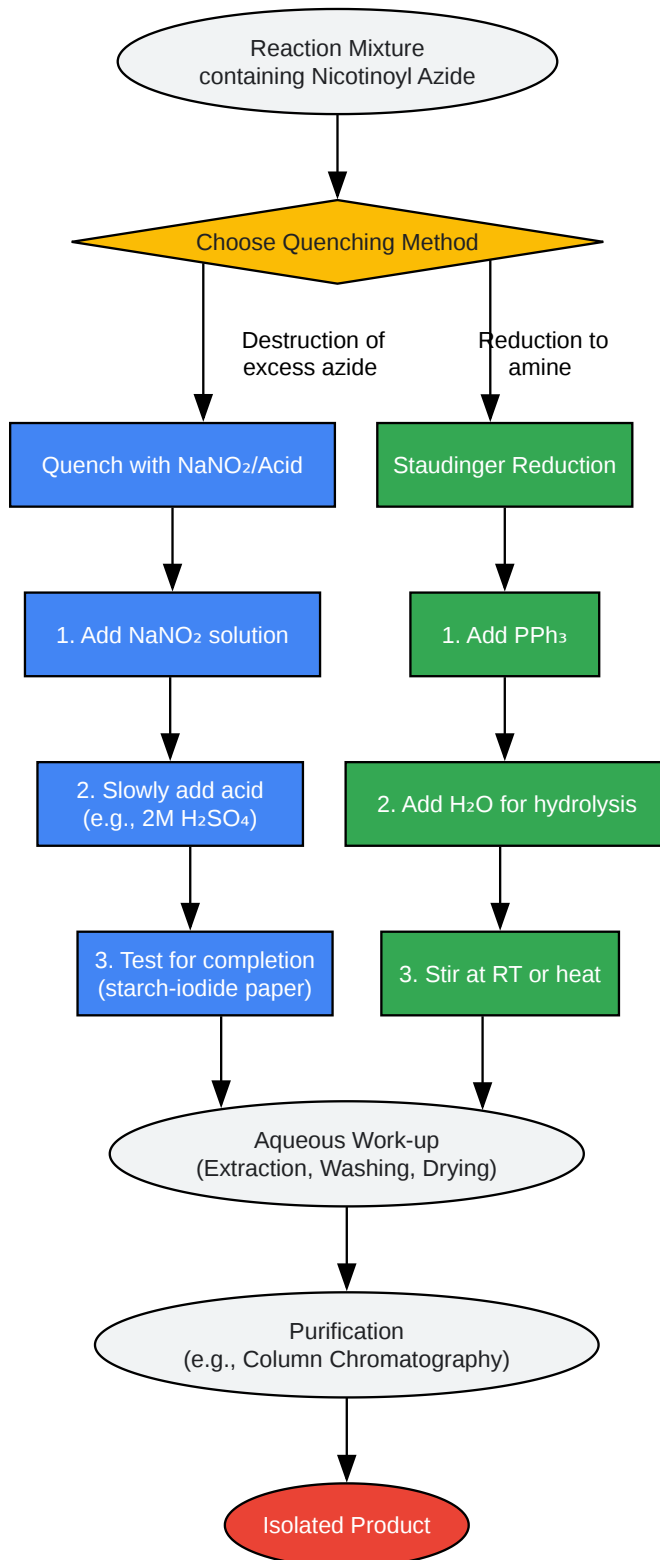 Reaction Mixture
containing Nicotinoyl Azide
Choose Quenching Method
Destruction of
excess azide
Reduction to
amine
Quench with NaNO₂/Acid
Staudinger Reduction
1. Add NaNO₂ solution
1. Add PPh₃
2. Slowly add acid
(e.g., 2M H₂SO₄)
2. Add H₂O for hydrolysis
3. Test for completion
(starch-iodide paper)
3. Stir at RT or heat
Aqueous Work-up
(Extraction, Washing, Drying)
Purification
(e.g., Column Chromatography)
Isolated Product